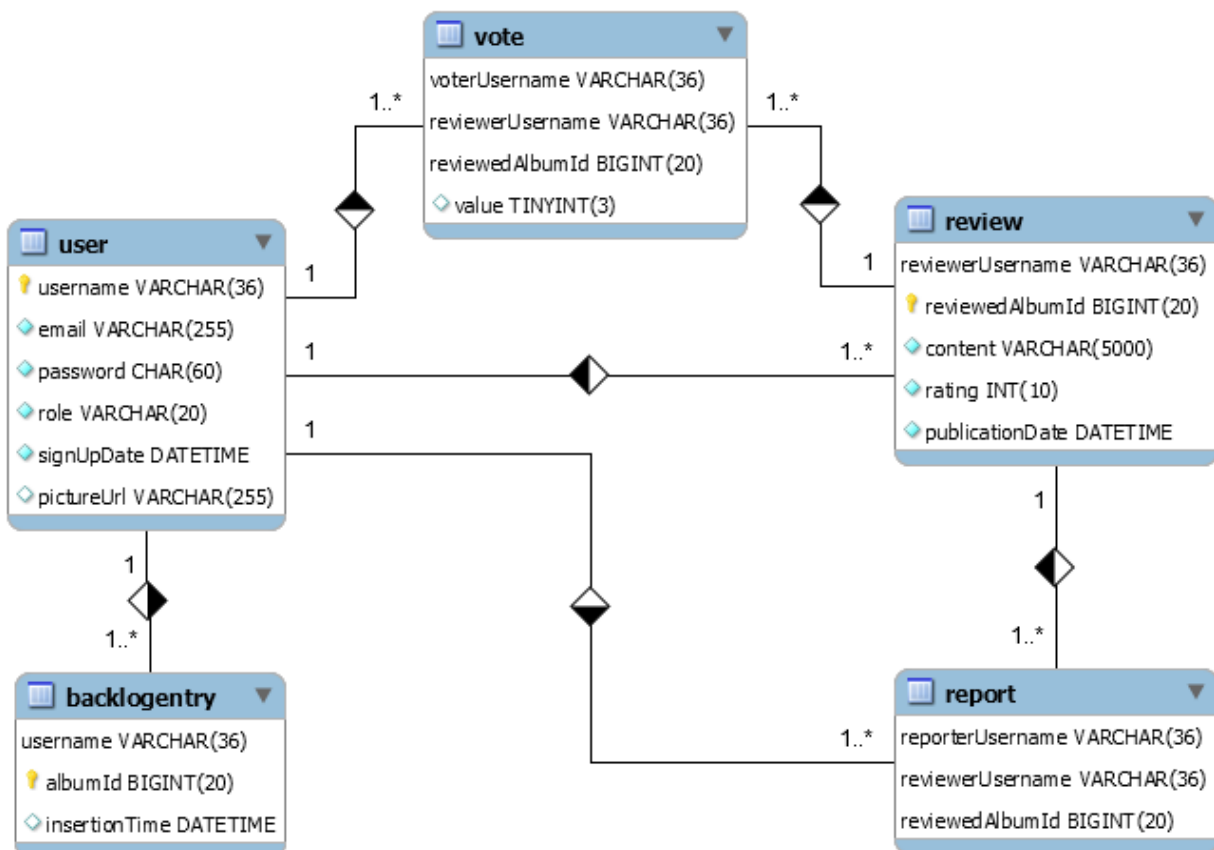 vote
voterUsername VARCHAR(36)
reviewerUsername VARCHAR(36)
reviewedAlbumId BIGINT(20)
value TINYINT(3)
1..*
1..*
user
username VARCHAR(36)
email VARCHAR(255)
password CHAR(60)
role VARCHAR(20)
signUpDate DATETIME
pictureUrl VARCHAR(255)
1
1
1
review
reviewerUsername VARCHAR(36)
reviewedAlbumId BIGINT(20)
content VARCHAR(5000)
rating INT(10)
publicationDate DATETIME
1
1..*
1
1..*
1
1..*
1..*
backlogentry
username VARCHAR(36)
albumId BIGINT(20)
insertionTime DATETIME
report
reporterUsername VARCHAR(36)
reviewerUsername VARCHAR(36)
reviewedAlbumId BIGINT(20)